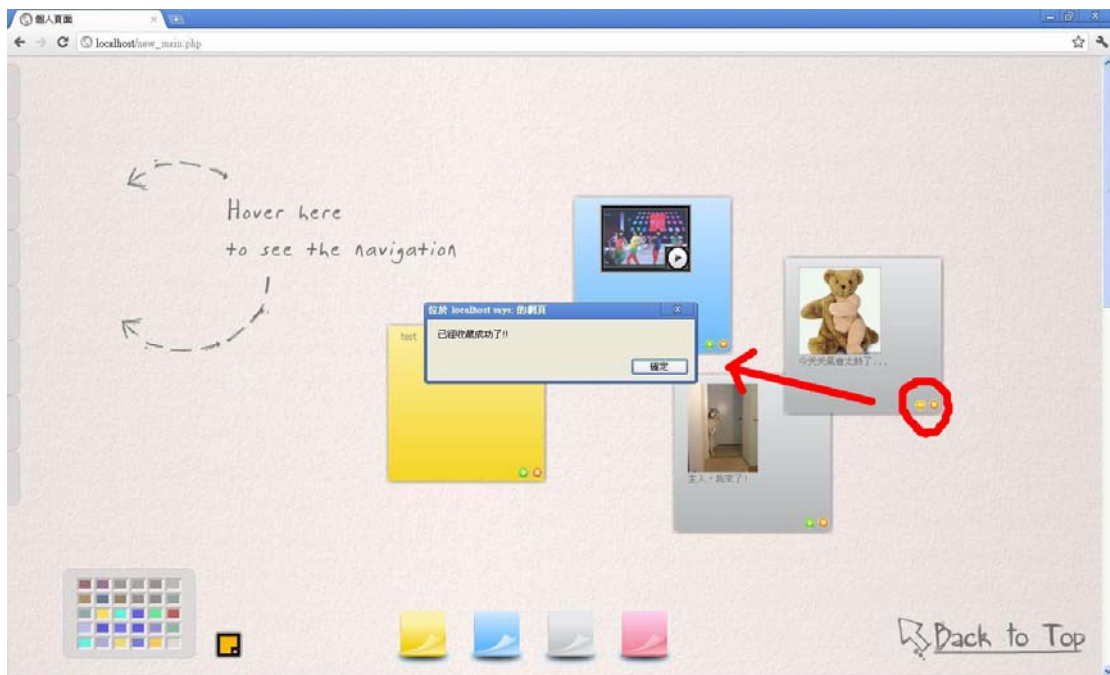 個人頁面
localhost/new_main.php
Hover here
to see the navigation
位於 localhost says: 的網頁
已經收藏成功了!!
確定
test
今天天氣會太熱了...
主人，我來了!
Back to Top